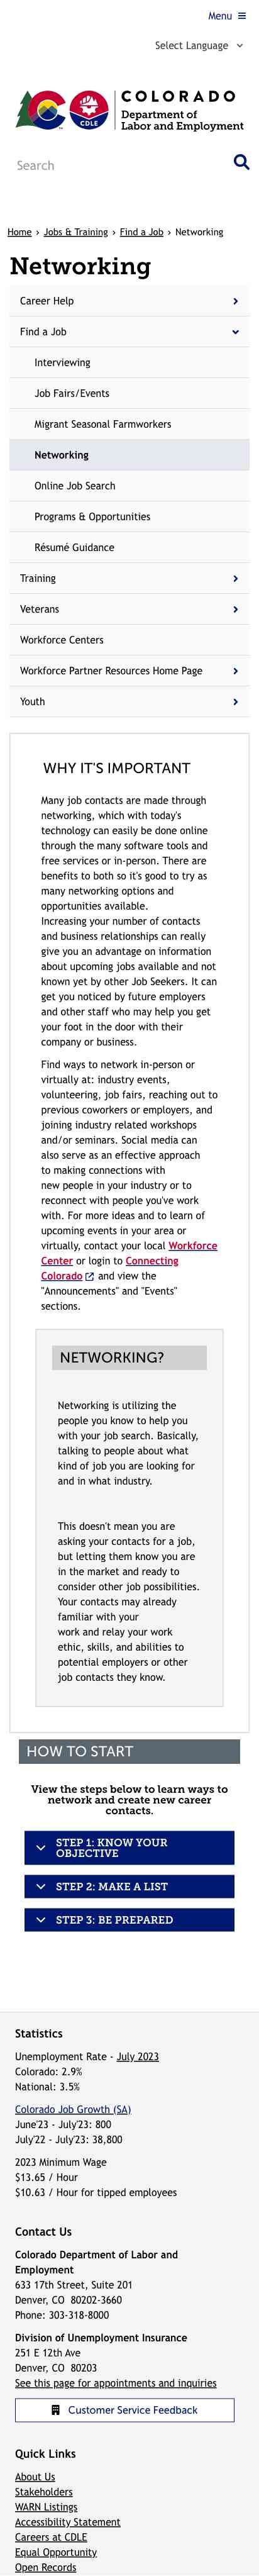 Menu
Select Language
CDLE
COLORADO
Department of
Labor and Employment
Search
Home › Jobs & Training › Find a Job › Networking
Networking
Career Help
Find a Job
Interviewing
Job Fairs/Events
Migrant Seasonal Farmworkers
Networking
Online Job Search
Programs & Opportunities
Résumé Guidance
Training
Veterans
Workforce Centers
Workforce Partner Resources Home Page
Youth
WHY IT'S IMPORTANT
Many job contacts are made through
networking, which with today's
technology can easily be done online
through the many software tools and
free services or in-person. There are
benefits to both so it's good to try as
many networking options and
opportunities available.
Increasing your number of contacts
and business relationships can really
give you an advantage on information
about upcoming jobs available and not
known yet by other Job Seekers. It can
get you noticed by future employers
and other staff who may help you get
your foot in the door with their
company or business.
Find ways to network in-person or
virtually at: industry events,
volunteering, job fairs, reaching out to
previous coworkers or employers, and
joining industry related workshops
and/or seminars. Social media can
also serve as an effective approach
to making connections with
new people in your industry or to
reconnect with people you've work
with. For more ideas and to learn of
upcoming events in your area or
virtually, contact your local Workforce
Center or login to Connecting
Colorado and view the
"Announcements" and "Events"
sections.
NETWORKING?
Networking is utilizing the
people you know to help you
with your job search. Basically,
talking to people about what
kind of job you are looking for
and in what industry.
This doesn't mean you are
asking your contacts for a job,
but letting them know you are
in the market and ready to
consider other job possibilities.
Your contacts may already
familiar with your
work and relay your work
ethic, skills, and abilities to
potential employers or other
job contacts they know.
HOW TO START
View the steps below to learn ways to
network and create new career
contacts.
STEP 1: KNOW YOUR
OBJECTIVE
STEP 2: MAKE A LIST
STEP 3: BE PREPARED
Statistics
Unemployment Rate - July 2023
Colorado: 2.9%
National: 3.5%
Colorado Job Growth (SA)
June'23 - July'23: 800
July'22 - July'23: 38,800
2023 Minimum Wage
$13.65 / Hour
$10.63 / Hour for tipped employees
Contact Us
Colorado Department of Labor and
Employment
633 17th Street, Suite 201
Denver, CO 80202-3660
Phone: 303-318-8000
Division of Unemployment Insurance
251 E 12th Ave
Denver, CO 80203
See this page for appointments and inquiries
Customer Service Feedback
Quick Links
About Us
Stakeholders
WARN Listings
Accessibility Statement
Careers at CDLE
Equal Opportunity
Open Records